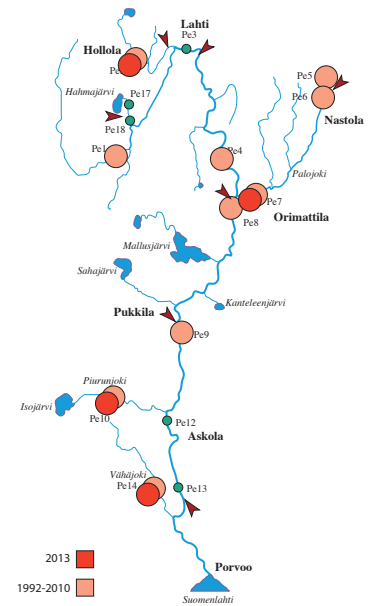 Lahti
Pe3
Hollola
Pe
Pe5
Pe17
Hahmajärvi
Pe6
Nastola
Pe18
Pe1
Pe4
Palojoki
Pe7
Pe8
Orimattila
Mallusjärvi
Sahajärvi
Kanteleenjärvi
Pukkila
Pe9
Piurunjoki
Isojärvi
Pe10
Pe12
Askola
Vähäjoki
Pe14
Pe13
2013
Porvoo
1992-2010
Suomenlahti